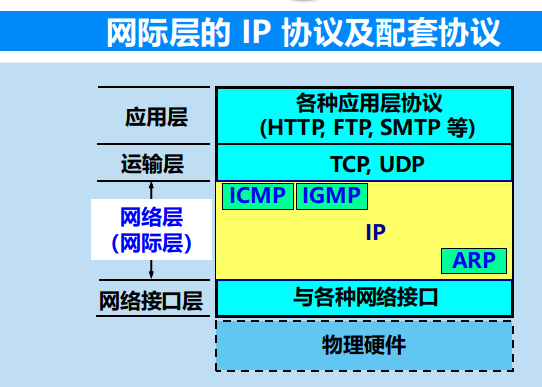 网际层的 IP 协议及配套协议
应用层
各种应用层协议
(HTTP, FTP, SMTP 等)
运输层
TCP, UDP
网络层
（网际层）
ICMP
IGMP
IP
ARP
网络接口层
与各种网络接口
物理硬件